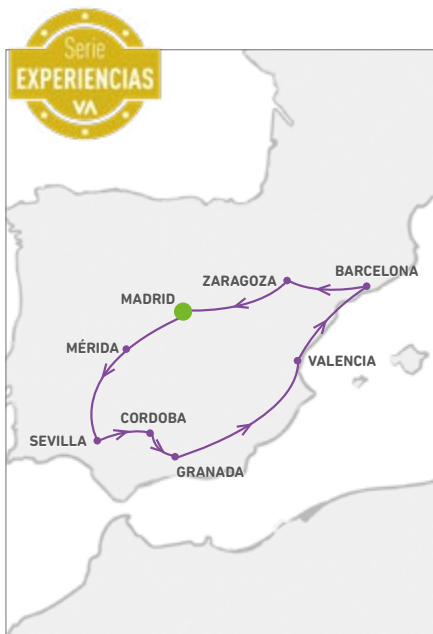 Serie
EXPERIENCIAS
VA
ZARAGOZA
BARCELONA
MADRID
MÉRIDA
VALENCIA
CORDOBA
SEVILLA
GRANADA